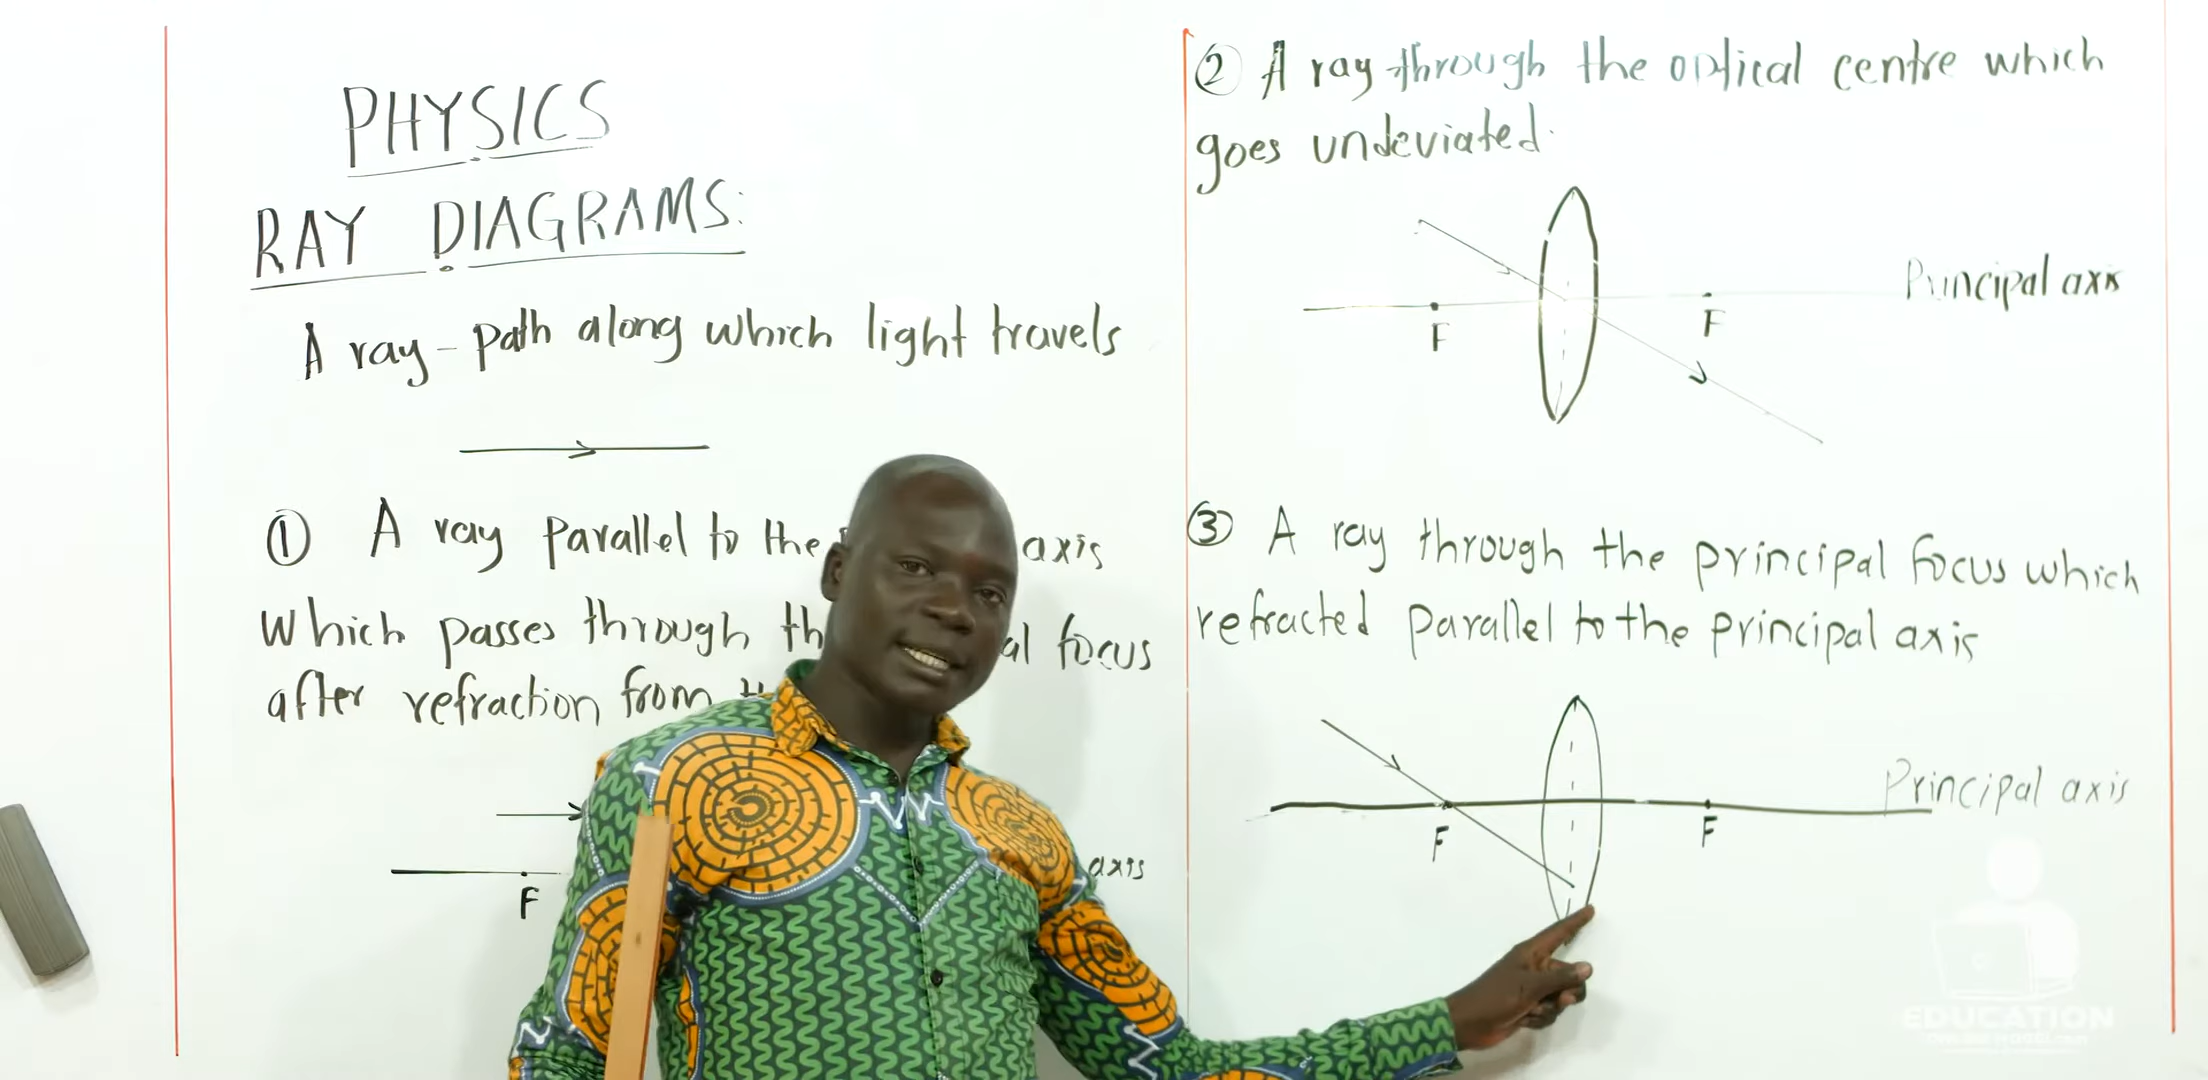 PHYSICS
RAY DIAGRAMS:
A ray - path along which light travels
① A ray parallel to the axis
which passes through th al focus
after refraction from
F
axis
② A ray through the optical centre which
goes undeviated.
Principal axis
F
F
③ A ray through the principal focus which
refracted parallel to the principal axis
Principal axis
F
F
EDUCATION